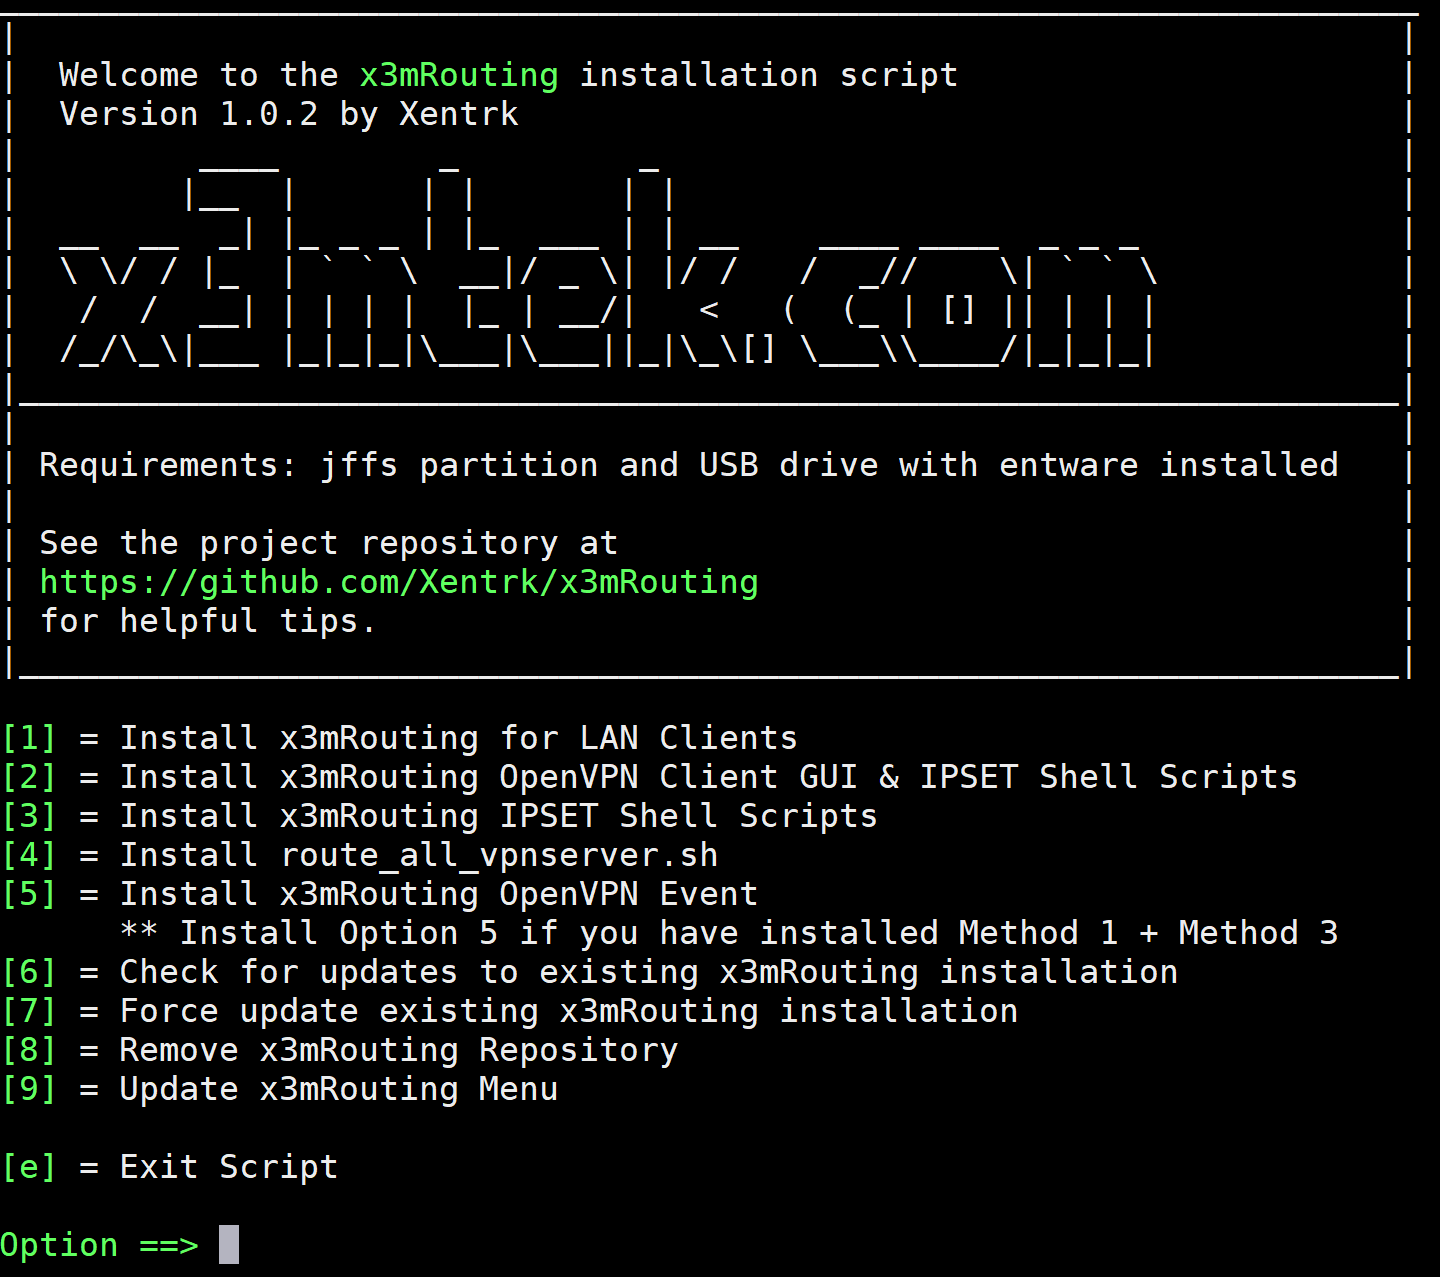 Welcome to the x3mRouting installation script
Version 1.0.2 by Xentrk
x3mtek.com
Requirements: jffs partition and USB drive with entware installed
See the project repository at
https://github.com/Xentrk/x3mRouting
for helpful tips.
[1] = Install x3mRouting for LAN Clients
[2] = Install x3mRouting OpenVPN Client GUI & IPSET Shell Scripts
[3] = Install x3mRouting IPSET Shell Scripts
[4] = Install route_all_vpnserver.sh
[5] = Install x3mRouting OpenVPN Event
** Install Option 5 if you have installed Method 1 + Method 3
[6] = Check for updates to existing x3mRouting installation
[7] = Force update existing x3mRouting installation
[8] = Remove x3mRouting Repository
[9] = Update x3mRouting Menu
[e] = Exit Script
Option ==>